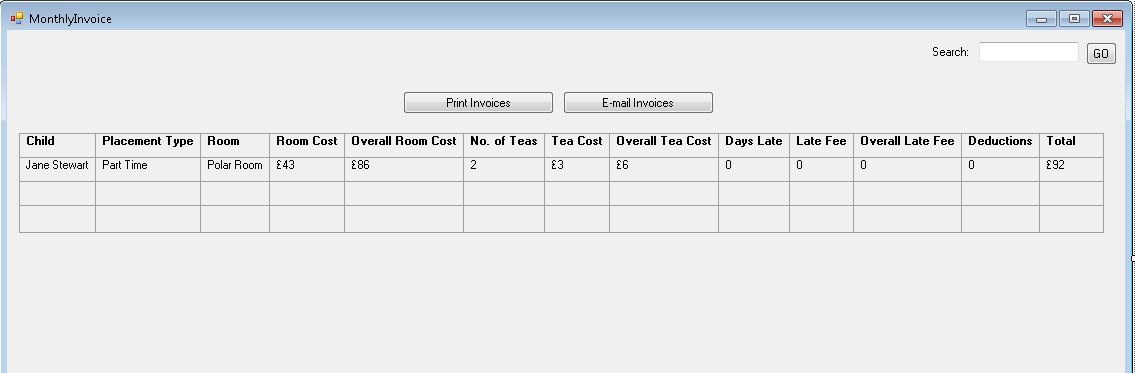 MonthlyInvoice
Search: GO
Print Invoices E-mail Invoices
Child Placement Type Room Room Cost Overall Room Cost No. of Teas Tea Cost Overall Tea Cost Days Late Late Fee Overall Late Fee Deductions Total
Jane Stewart Part Time Polar Room £43 £86 2 £3 £6 0 0 0 0 £92